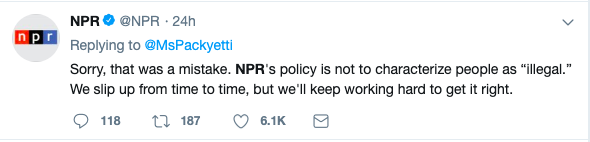 NPR @NPR · 24h
npr
Replying to @MsPackyetti
Sorry, that was a mistake. NPR's policy is not to characterize people as “illegal.”
We slip up from time to time, but we'll keep working hard to get it right.
118 187 6.1K